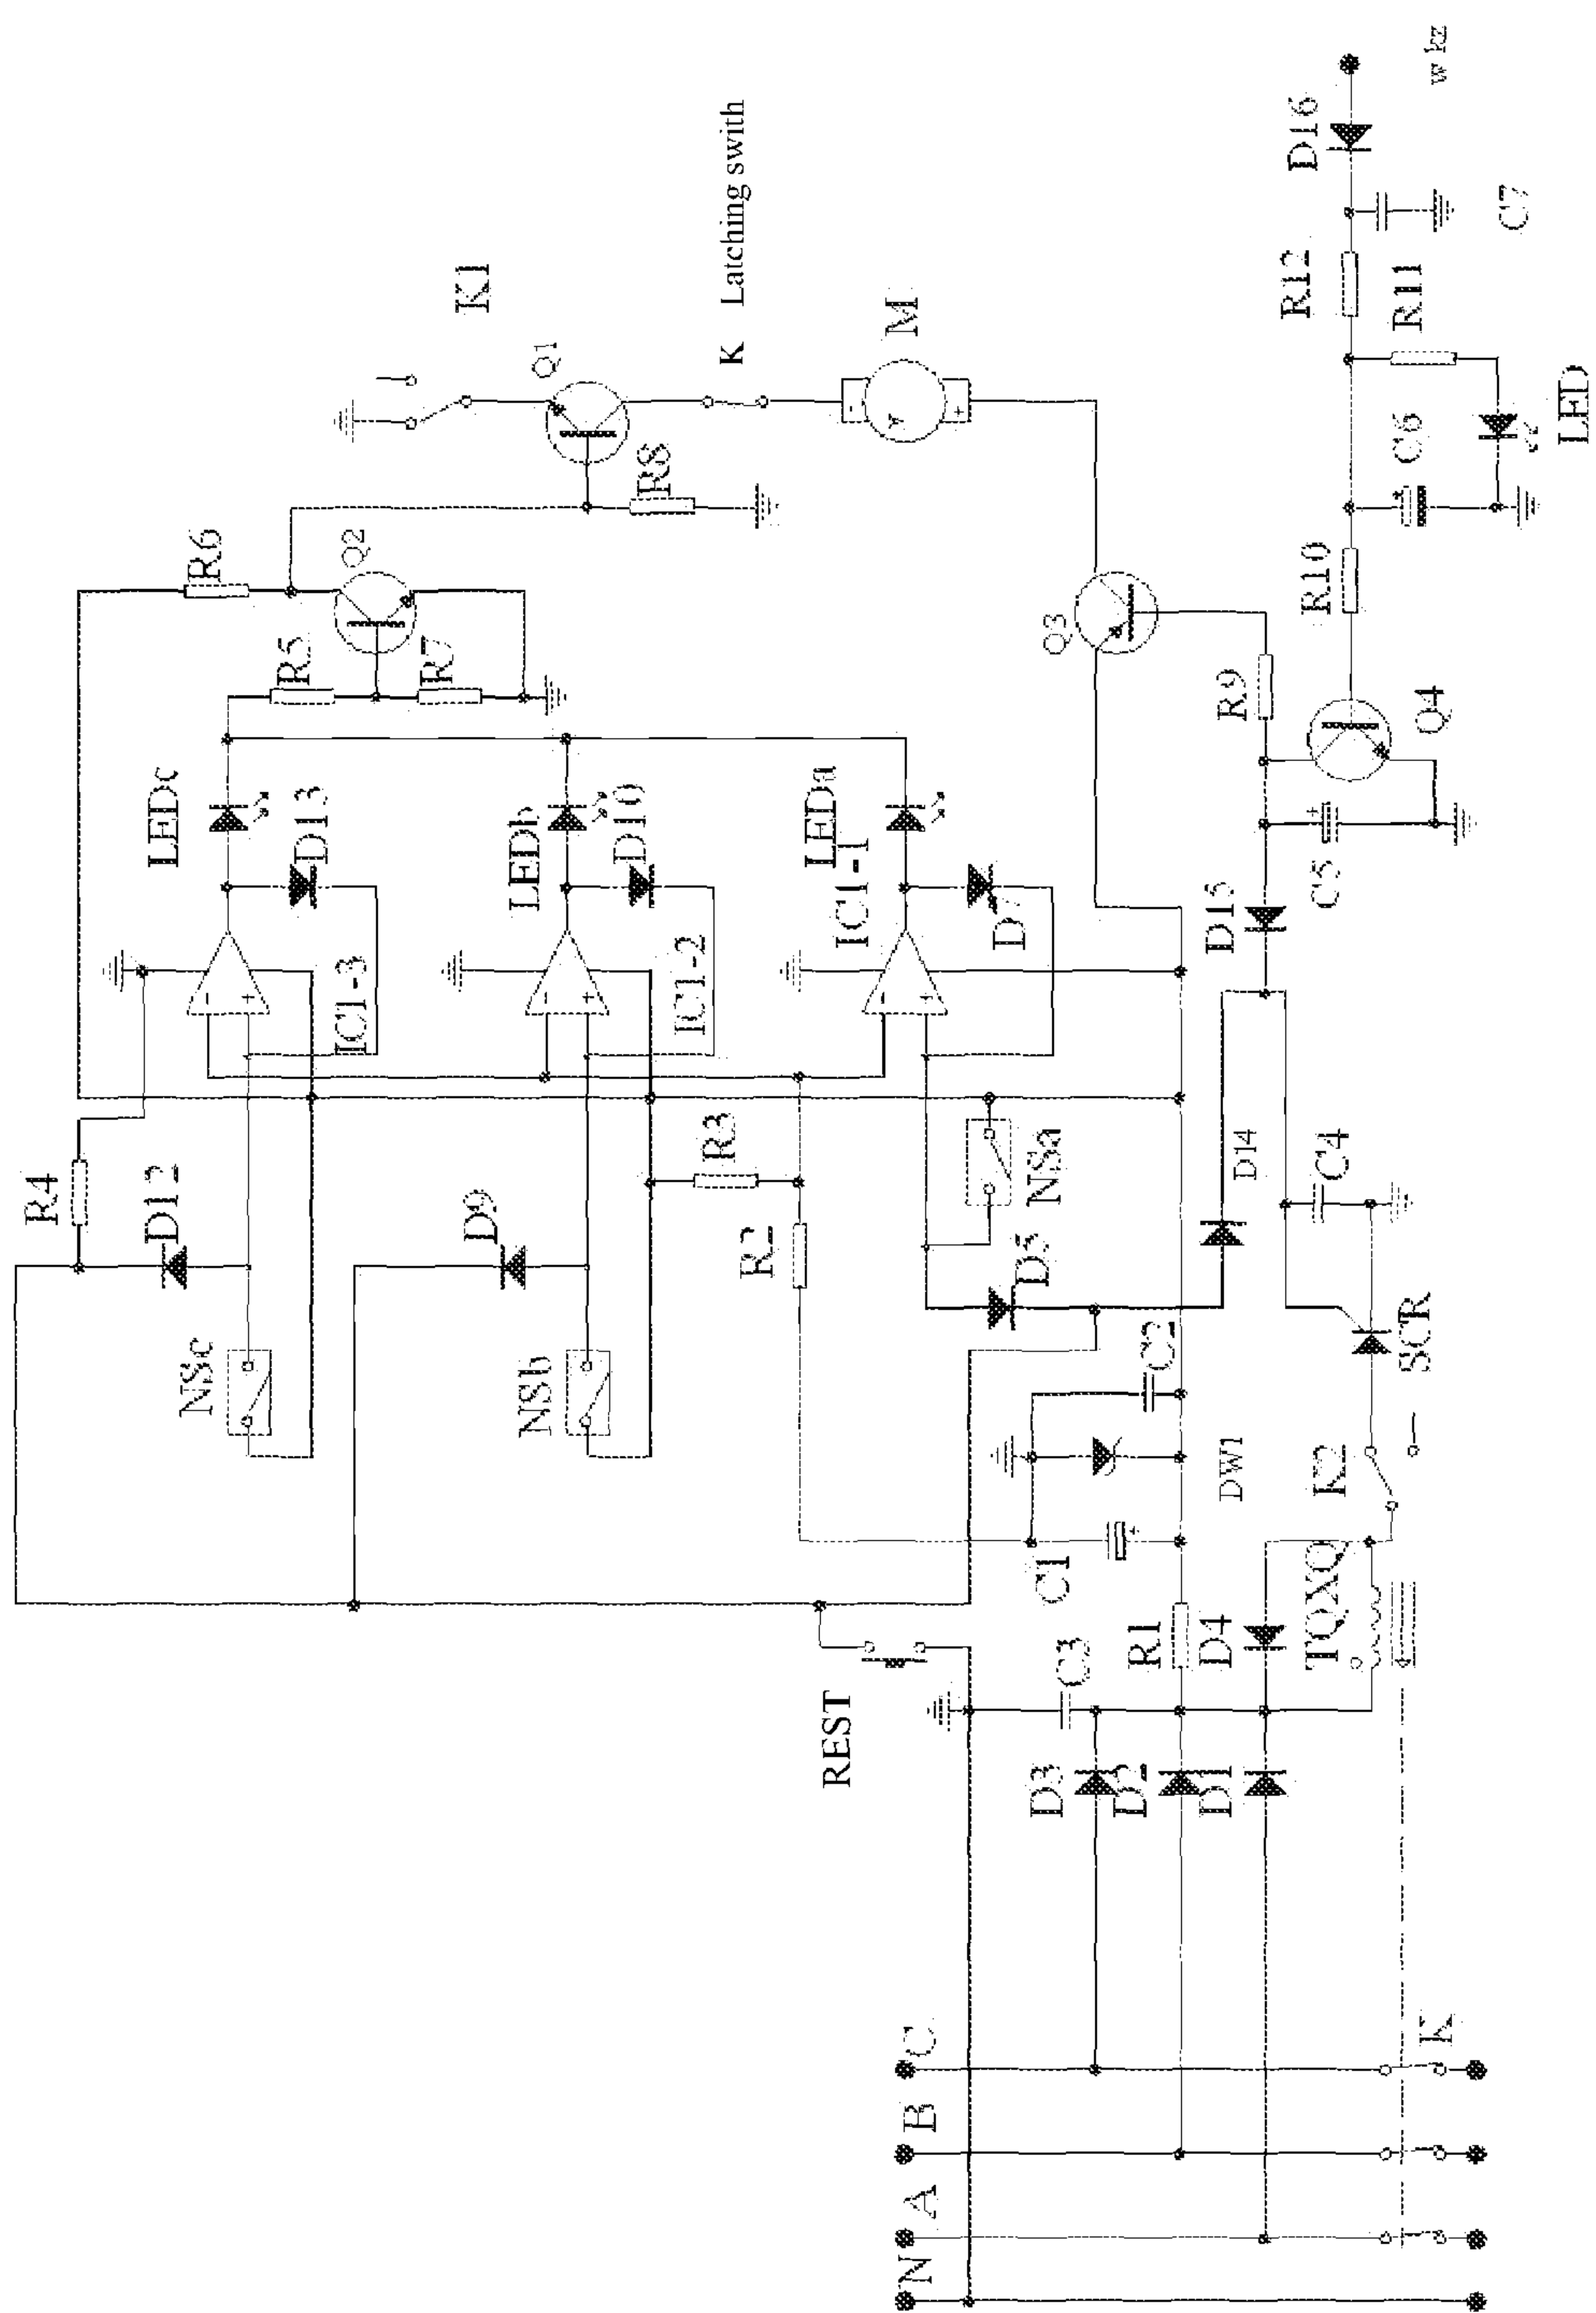 w kz
D16
C7
R12
R11
K1
Latching swith
K
M
Q1
R8
LED
C6
R10
R6
Q2
R5
R7
Q3
R9
Q4
LEDc
D13
LEDb
D10
LEDa
IC1-1
D7
C5
D15
IC1-3
IC1-2
R4
D12
D9
R3
R2
NSa
D14
C4
D5
NSc
NSb
C2
SCR
DW1
K2
C1
TQXQ
REST
C3
R1
D4
D3
D2
D1
N
A
B
C
K